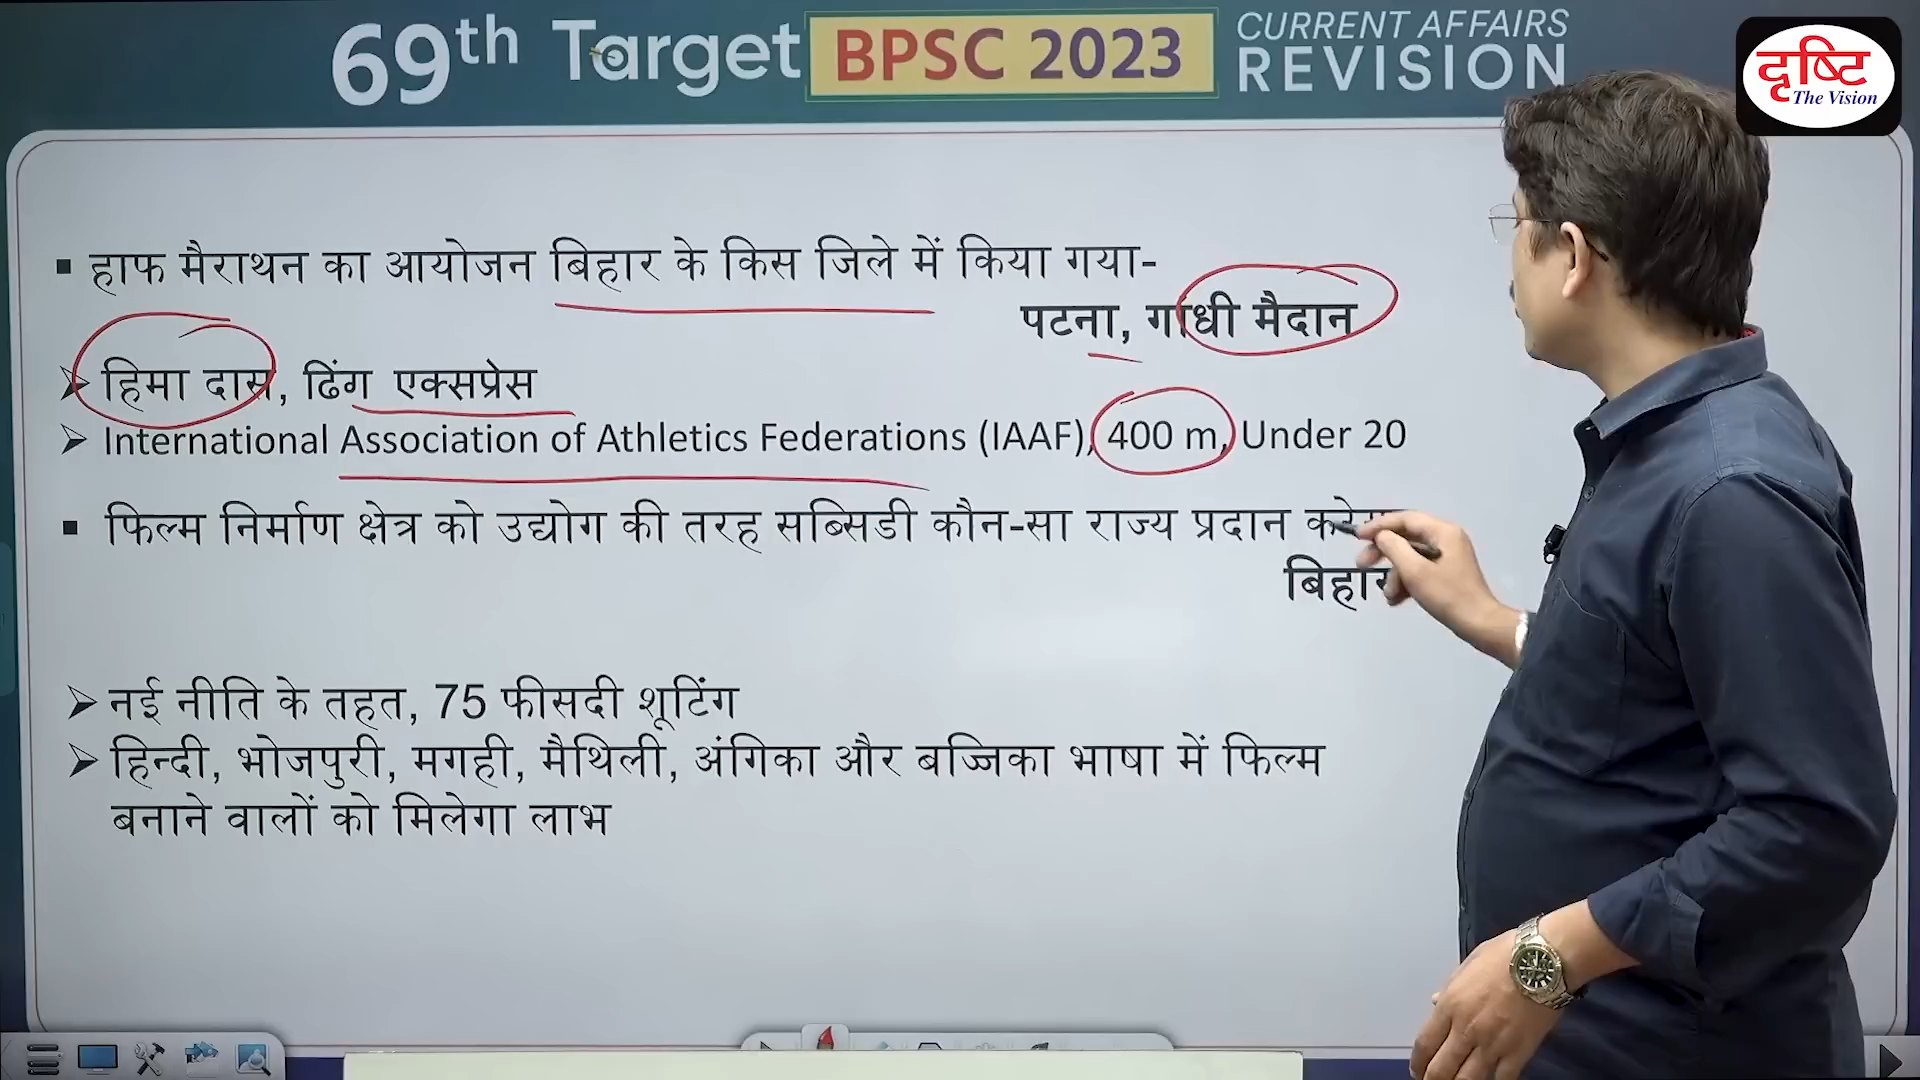 69th Target BPSC 2023 CURRENT AFFAIRS
REVISION
दृष्टि
The Vision
▪ हाफ मैराथन का आयोजन बिहार के किस जिले में किया गया-
पटना, गांधी मैदान
➢ हिमा दास, ढिंग एक्सप्रेस
➢ International Association of Athletics Federations (IAAF), 400 m, Under 20
▪ फिल्म निर्माण क्षेत्र को उद्योग की तरह सब्सिडी कौन-सा राज्य प्रदान
बिहार
➢ नई नीति के तहत, 75 फीसदी शूटिंग
➢ हिन्दी, भोजपुरी, मगही, मैथिली, अंगिका और बज्जिका भाषा में फिल्म
बनाने वालों को मिलेगा लाभ